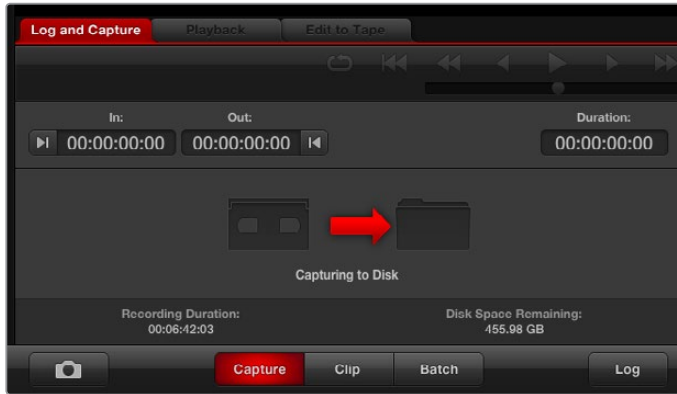 Log and Capture Playback Edit to Tape
In: Out: Duration:
00:00:00:00 00:00:00:00 00:00:00:00
Capturing to Disk
Recording Duration: Disk Space Remaining:
00:06:42:03 455.98 GB
Capture Clip Batch Log